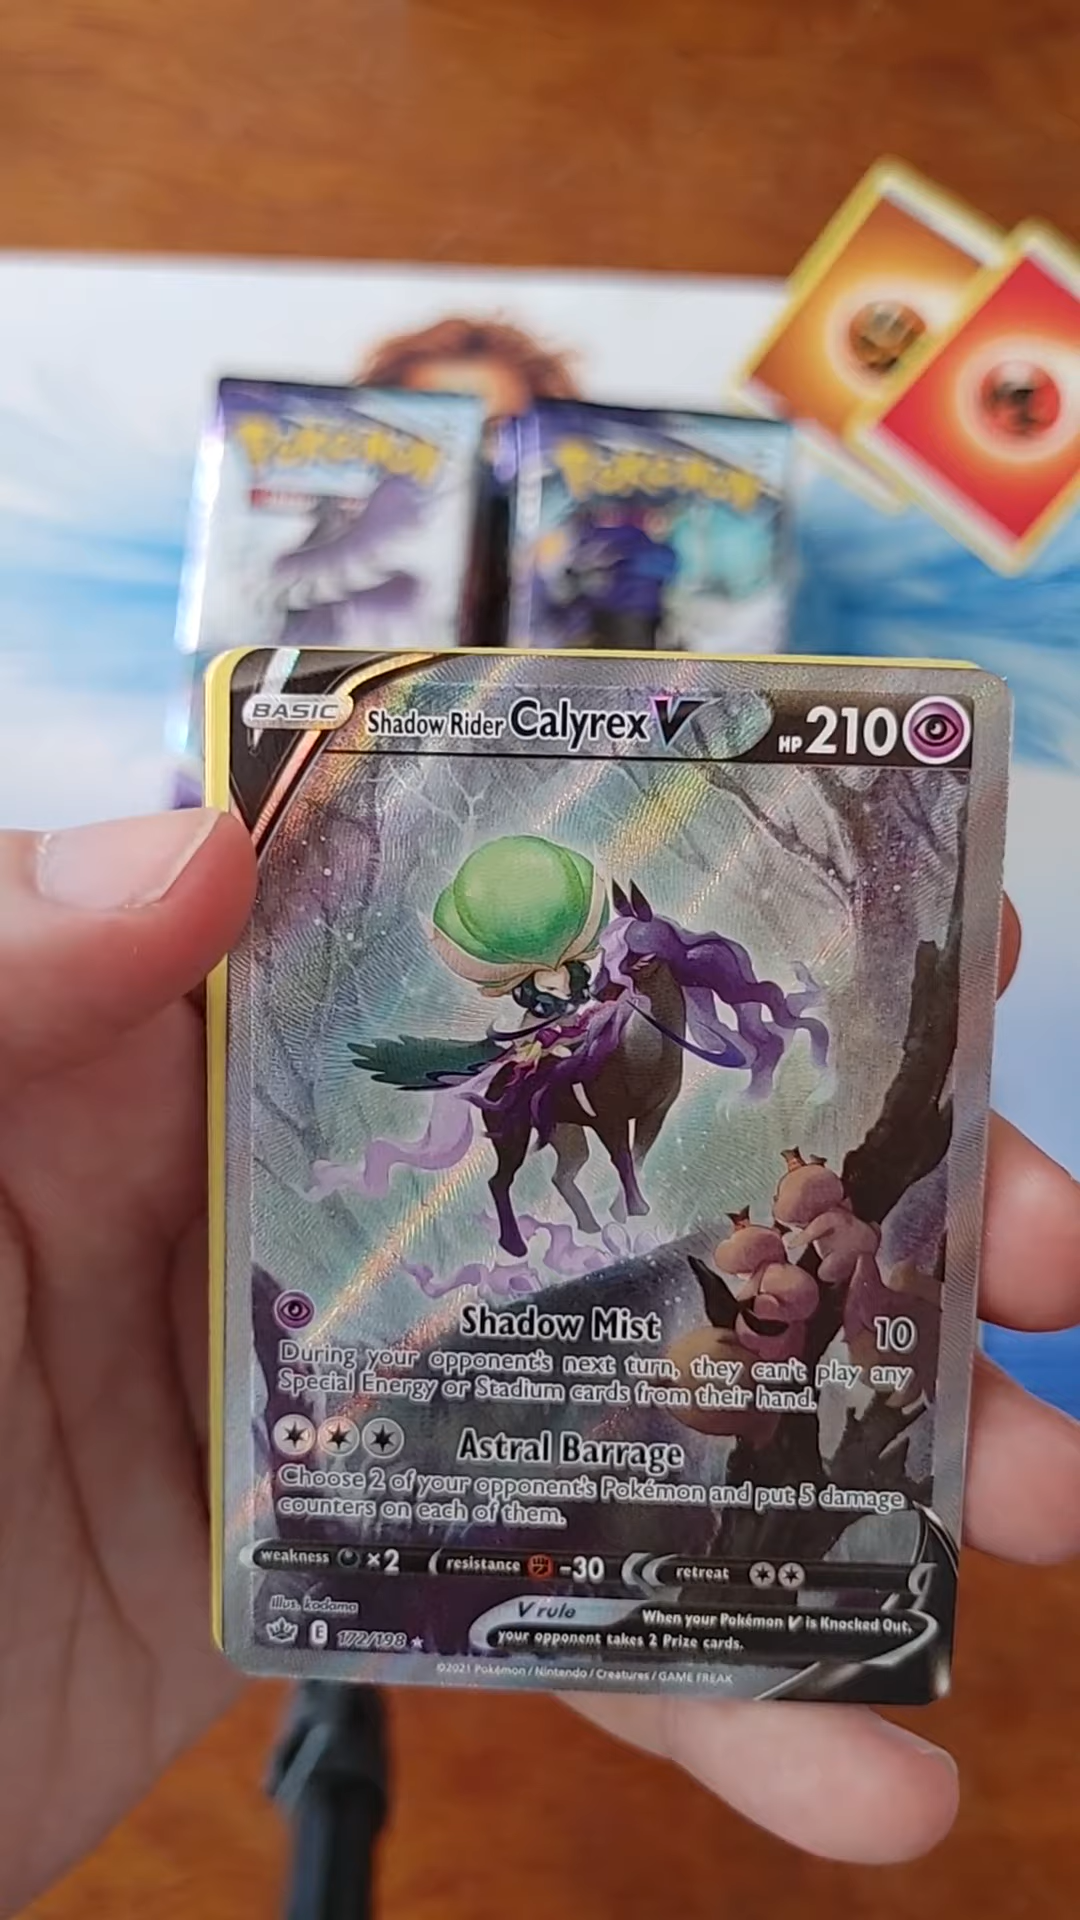 Pokémon
Pokémon
BASIC
Shadow Rider Calyrex V
HP 210
Shadow Mist 10
During your opponent's next turn, they can't play any
Special Energy or Stadium cards from their hand.
Astral Barrage
Choose 2 of your opponent's Pokémon and put 5 damage
counters on each of them.
weakness ×2 resistance -30 retreat
illus. kodama
V rule When your Pokémon V is Knocked Out,
your opponent takes 2 Prize cards.
E 172/198 ★
©2021 Pokémon / Nintendo / Creatures / GAME FREAK